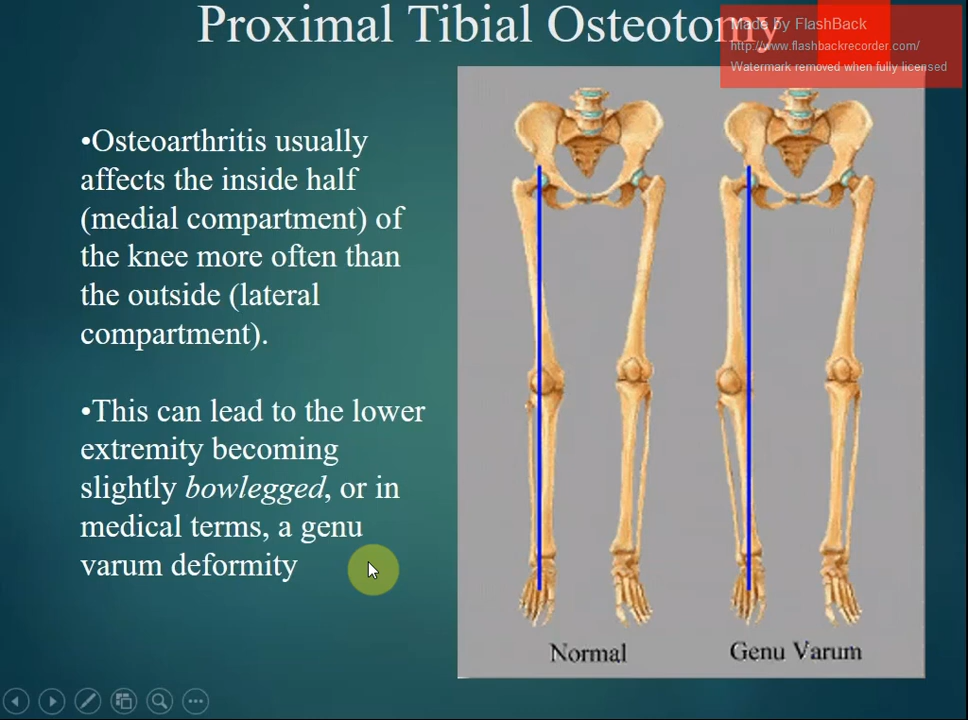 Proximal Tibial Osteotomy
Made by FlashBack
http://www.flashbackrecorder.com/
Watermark removed when fully licensed
•Osteoarthritis usually
affects the inside half
(medial compartment) of
the knee more often than
the outside (lateral
compartment).
•This can lead to the lower
extremity becoming
slightly bowlegged, or in
medical terms, a genu
varum deformity
Normal
Genu Varum